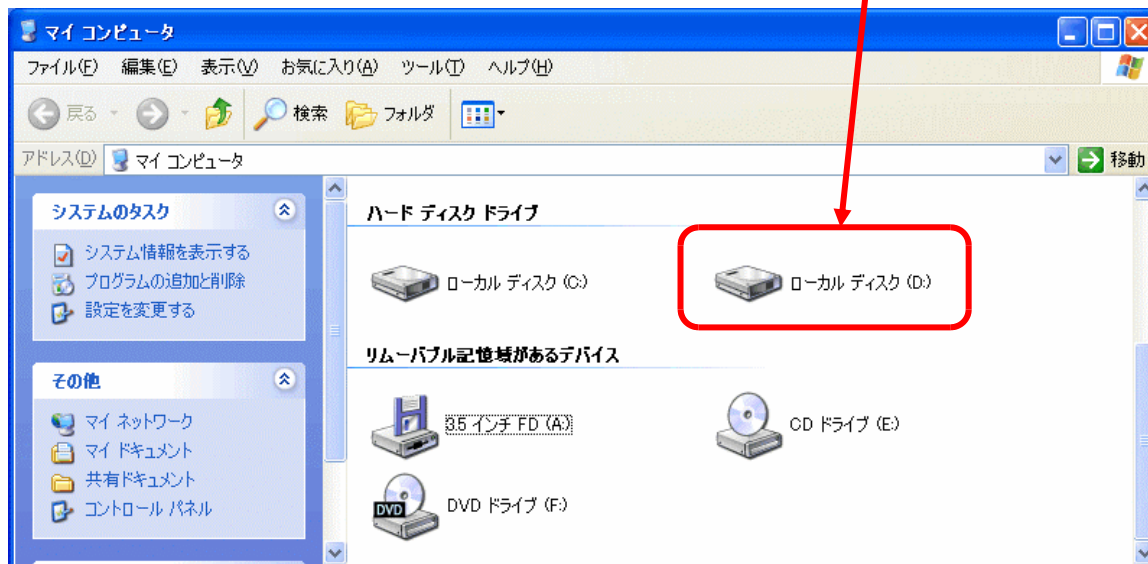 マイ コンピュータ
ファイル(F) 編集(E) 表示(V) お気に入り(A) ツール(T) ヘルプ(H)
戻る 検索 フォルダ
アドレス(D) マイ コンピュータ 移動
システムのタスク
システム情報を表示する
プログラムの追加と削除
設定を変更する
その他
マイ ネットワーク
マイ ドキュメント
共有ドキュメント
コントロール パネル
ハード ディスク ドライブ
ローカル ディスク (C:) ローカル ディスク (D:)
リムーバブル記憶域があるデバイス
3.5 インチ FD (A:) CD ドライブ (E:)
DVD DVD ドライブ (F:)